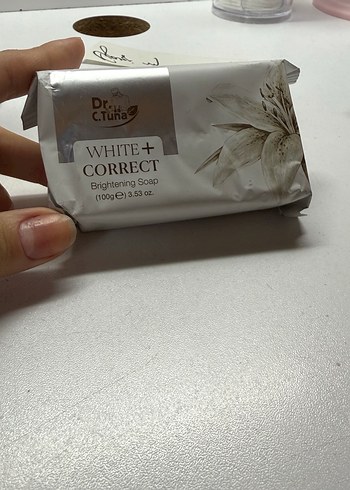 Dr.
C.Tuna
WHITE+
CORRECT
Brightening Soap
(100g℮) 3.53 oz.